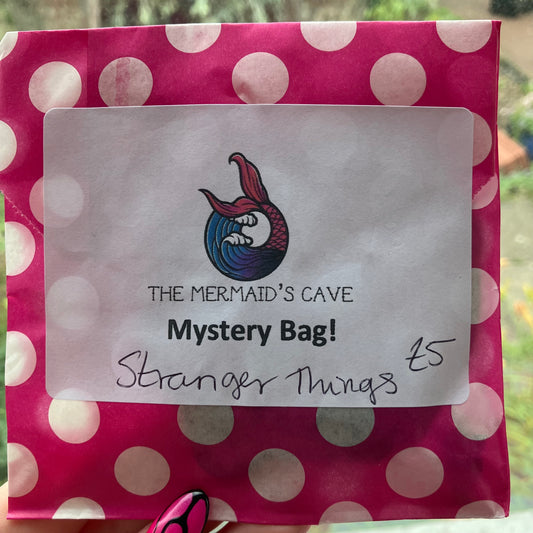 THE MERMAID'S CAVE
Mystery Bag!
Stranger Things £5